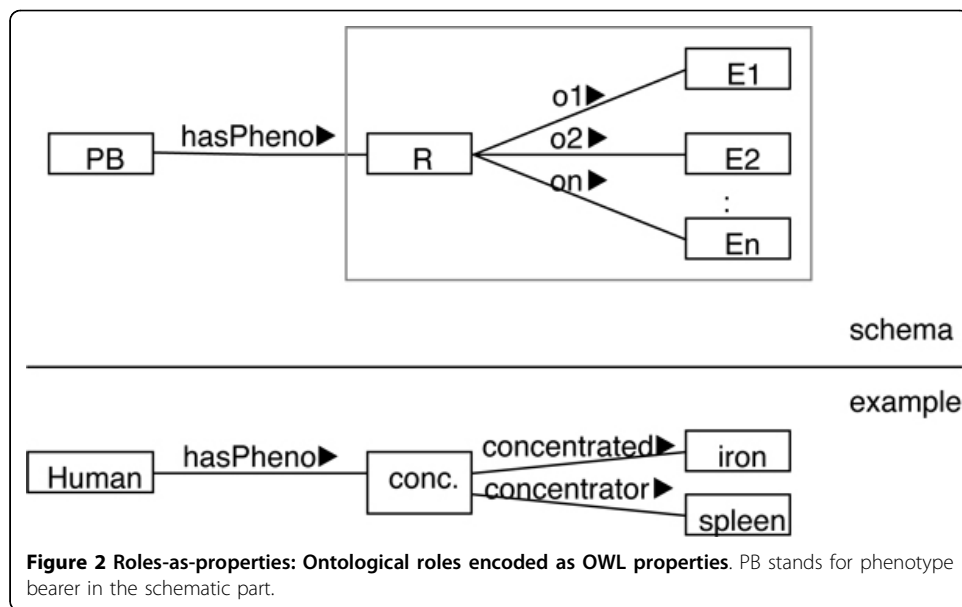 E1
o1▶
hasPheno▶
o2▶
PB
R
E2
on▶
:
En
schema
example
hasPheno▶
concentrated▶
iron
Human
conc.
concentrator▶
spleen
Figure 2 Roles-as-properties: Ontological roles encoded as OWL properties. PB stands for phenotype
bearer in the schematic part.